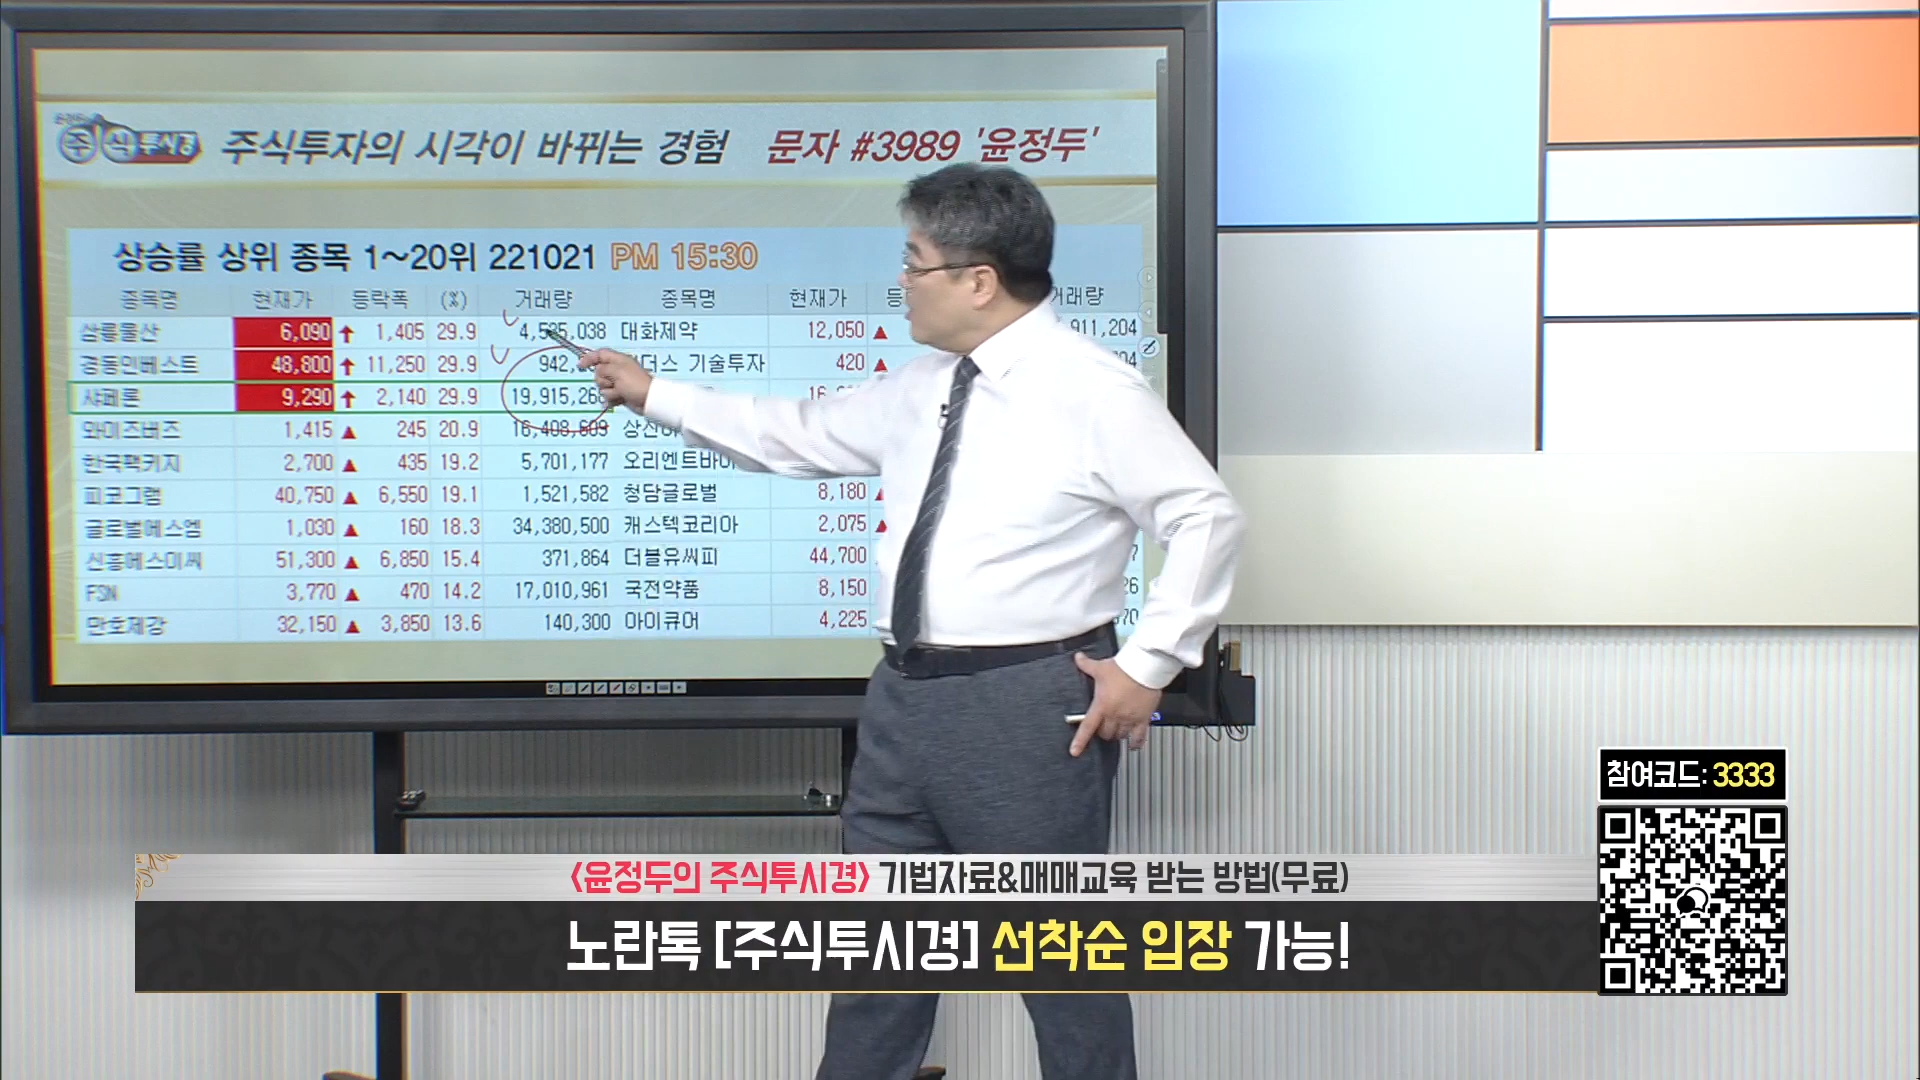 주식투시경 주식투자의 시각이 바뀌는 경험 문자 #3989 '윤정두'
상승률 상위 종목 1~20위 221021 PM 15:30
종목명 현재가 등락폭 (%) 거래량 종목명 현재가 거래량
삼륭물산 6,090 ↑ 1,405 29.9 대화제약 12,050 ▲ 911,204
경동인베스트 48,800 ↑ 11,250 29.9 기술투자 420 ▲
샤페론 9,290 ↑ 2,140 29.9
와이즈버즈 1,415 ▲ 245 20.9 16,408,609
한국팩키지 2,700 ▲ 435 19.2 5,701,177
피코그램 40,750 ▲ 6,550 19.1 1,521,582 청담글로벌 8,180
글로벌에스엠 1,030 ▲ 160 18.3 34,380,500 캐스텍코리아 2,075 ▲
신흥에스이씨 51,300 ▲ 6,850 15.4 371,864 더블유씨피 44,700
FSN 3,770 ▲ 470 14.2 17,010,961 국전약품 8,150
만호제강 32,150 ▲ 3,850 13.6 140,300 아이큐어 4,225
참여코드: 3333
<윤정두의 주식투시경> 기법자료&매매교육 받는 방법(무료)
노란톡 [주식투시경] 선착순 입장 가능!